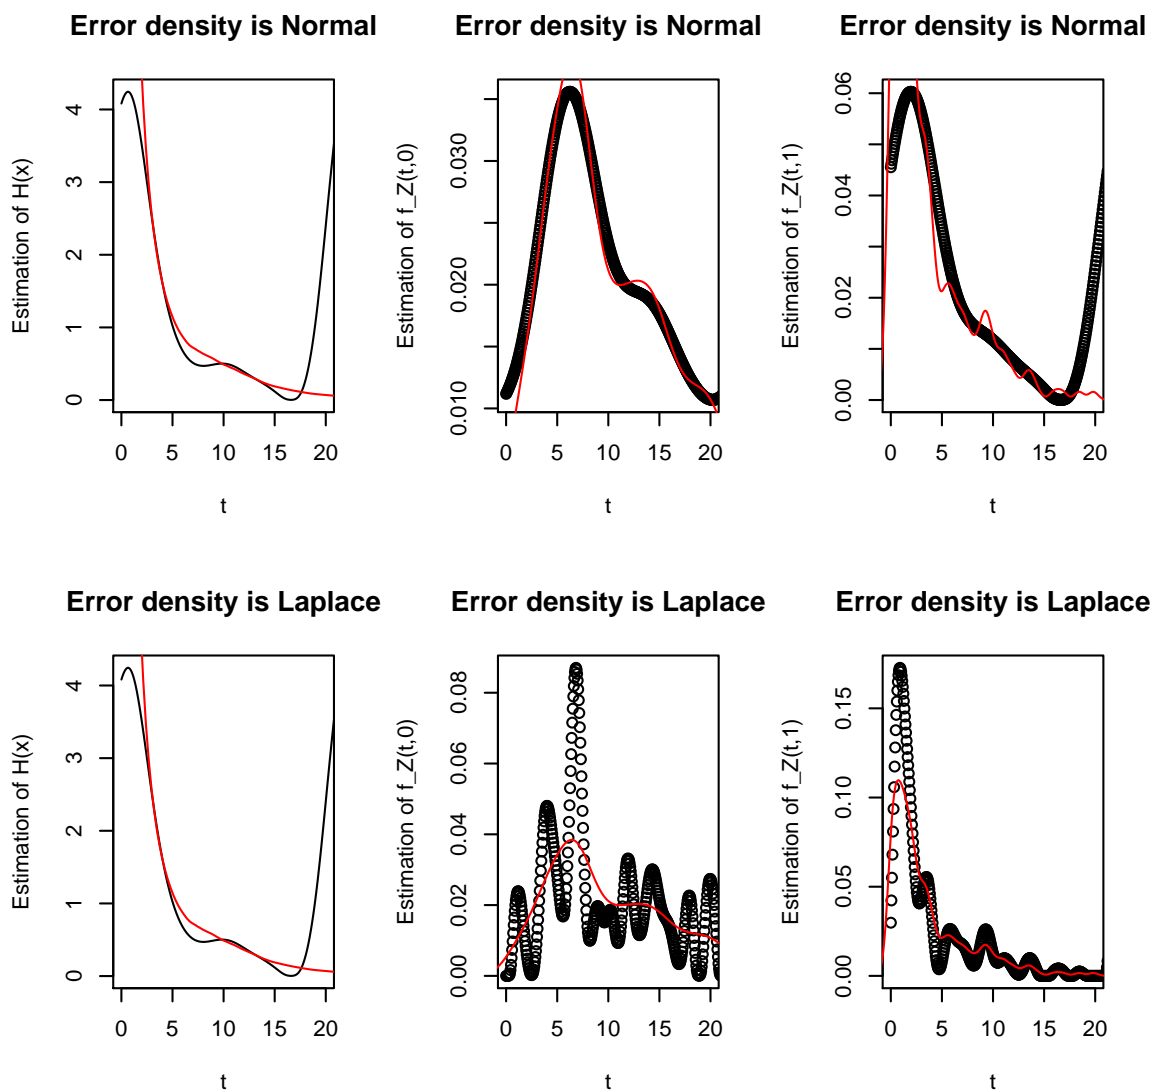 Error density is Normal
Estimation of H(x)
4
3
2
1
0
0 5 10 15 20
t
Error density is Normal
Estimation of f_Z(t,0)
0.030
0.020
0.010
0 5 10 15 20
t
Error density is Normal
Estimation of f_Z(t,1)
0.06
0.04
0.02
0.00
0 5 10 15 20
t
Error density is Laplace
Estimation of H(x)
4
3
2
1
0
0 5 10 15 20
t
Error density is Laplace
Estimation of f_Z(t,0)
0.08
0.06
0.04
0.02
0.00
0 5 10 15 20
t
Error density is Laplace
Estimation of f_Z(t,1)
0.15
0.10
0.05
0.00
0 5 10 15 20
t